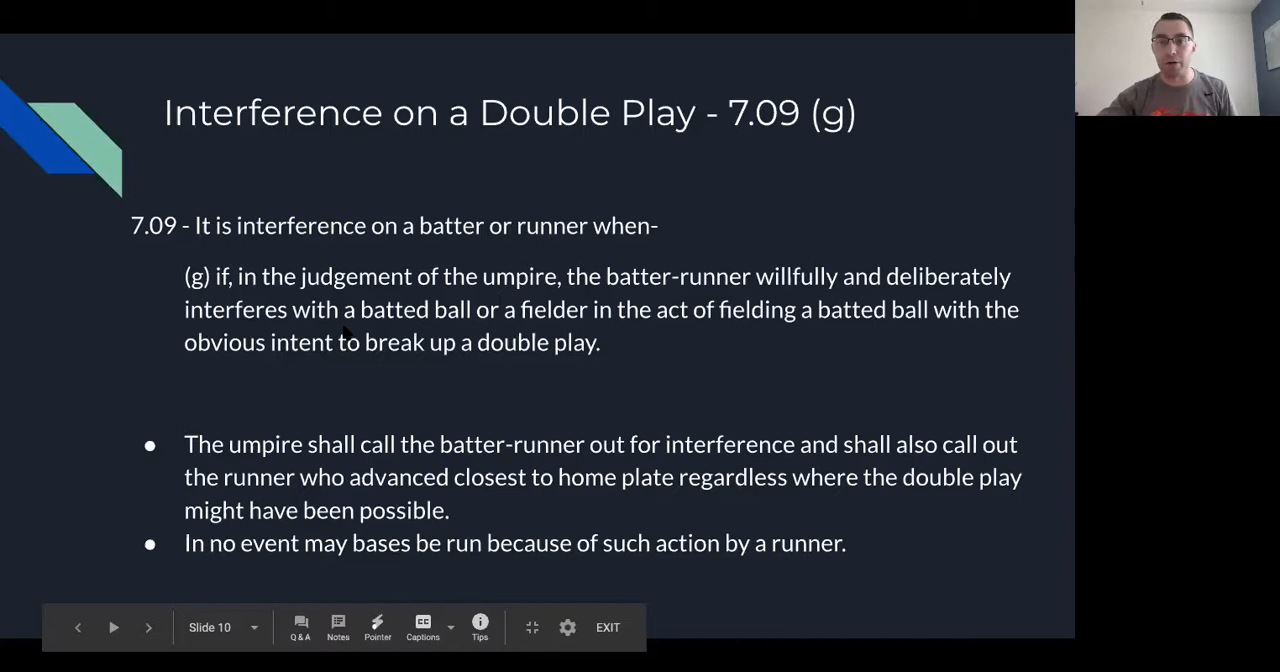 Interference on a Double Play - 7.09 (g)
7.09 - It is interference on a batter or runner when-
(g) if, in the judgement of the umpire, the batter-runner willfully and deliberately
interferes with a batted ball or a fielder in the act of fielding a batted ball with the
obvious intent to break up a double play.
● The umpire shall call the batter-runner out for interference and shall also call out
the runner who advanced closest to home plate regardless where the double play
might have been possible.
● In no event may bases be run because of such action by a runner.
Slide 10
Q & A
Notes
Pointer
CC
Captions
Tips
EXIT